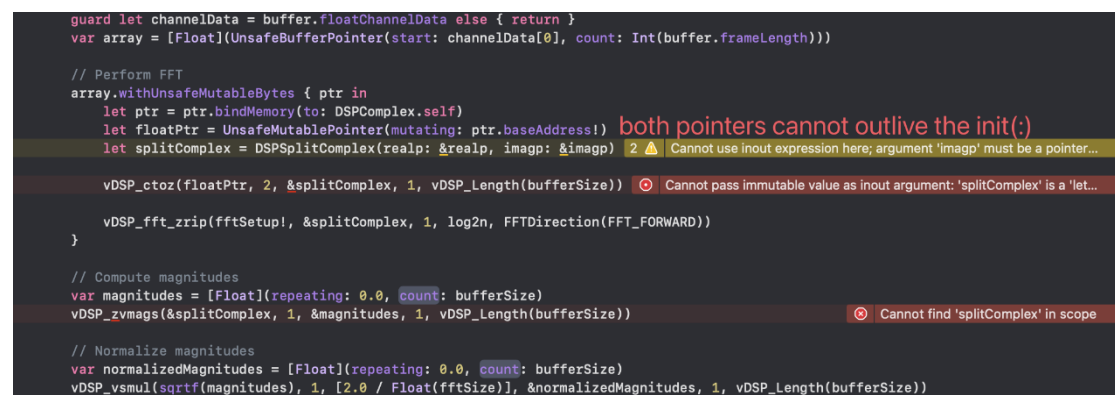 guard let channelData = buffer.floatChannelData else { return }
var array = [Float](UnsafeBufferPointer(start: channelData[0], count: Int(buffer.frameLength)))
// Perform FFT
array.withUnsafeMutableBytes { ptr in
let ptr = ptr.bindMemory(to: DSPComplex.self)
let floatPtr = UnsafeMutablePointer(mutating: ptr.baseAddress!) both pointers cannot outlive the init(:)
let splitComplex = DSPSplitComplex(realp: &realp, imagp: &imagp) 2 Cannot use inout expression here; argument 'imagp' must be a pointer...
vDSP_ctoz(floatPtr, 2, &splitComplex, 1, vDSP_Length(bufferSize)) Cannot pass immutable value as inout argument: 'splitComplex' is a 'let...
vDSP_fft_zrip(fftSetup!, &splitComplex, 1, log2n, FFTDirection(FFT_FORWARD))
}
// Compute magnitudes
var magnitudes = [Float](repeating: 0.0, count: bufferSize)
vDSP_zvmags(&splitComplex, 1, &magnitudes, 1, vDSP_Length(bufferSize)) Cannot find 'splitComplex' in scope
// Normalize magnitudes
var normalizedMagnitudes = [Float](repeating: 0.0, count: bufferSize)
vDSP_vsmul(sqrtf(magnitudes), 1, [2.0 / Float(fftSize)], &normalizedMagnitudes, 1, vDSP_Length(bufferSize))